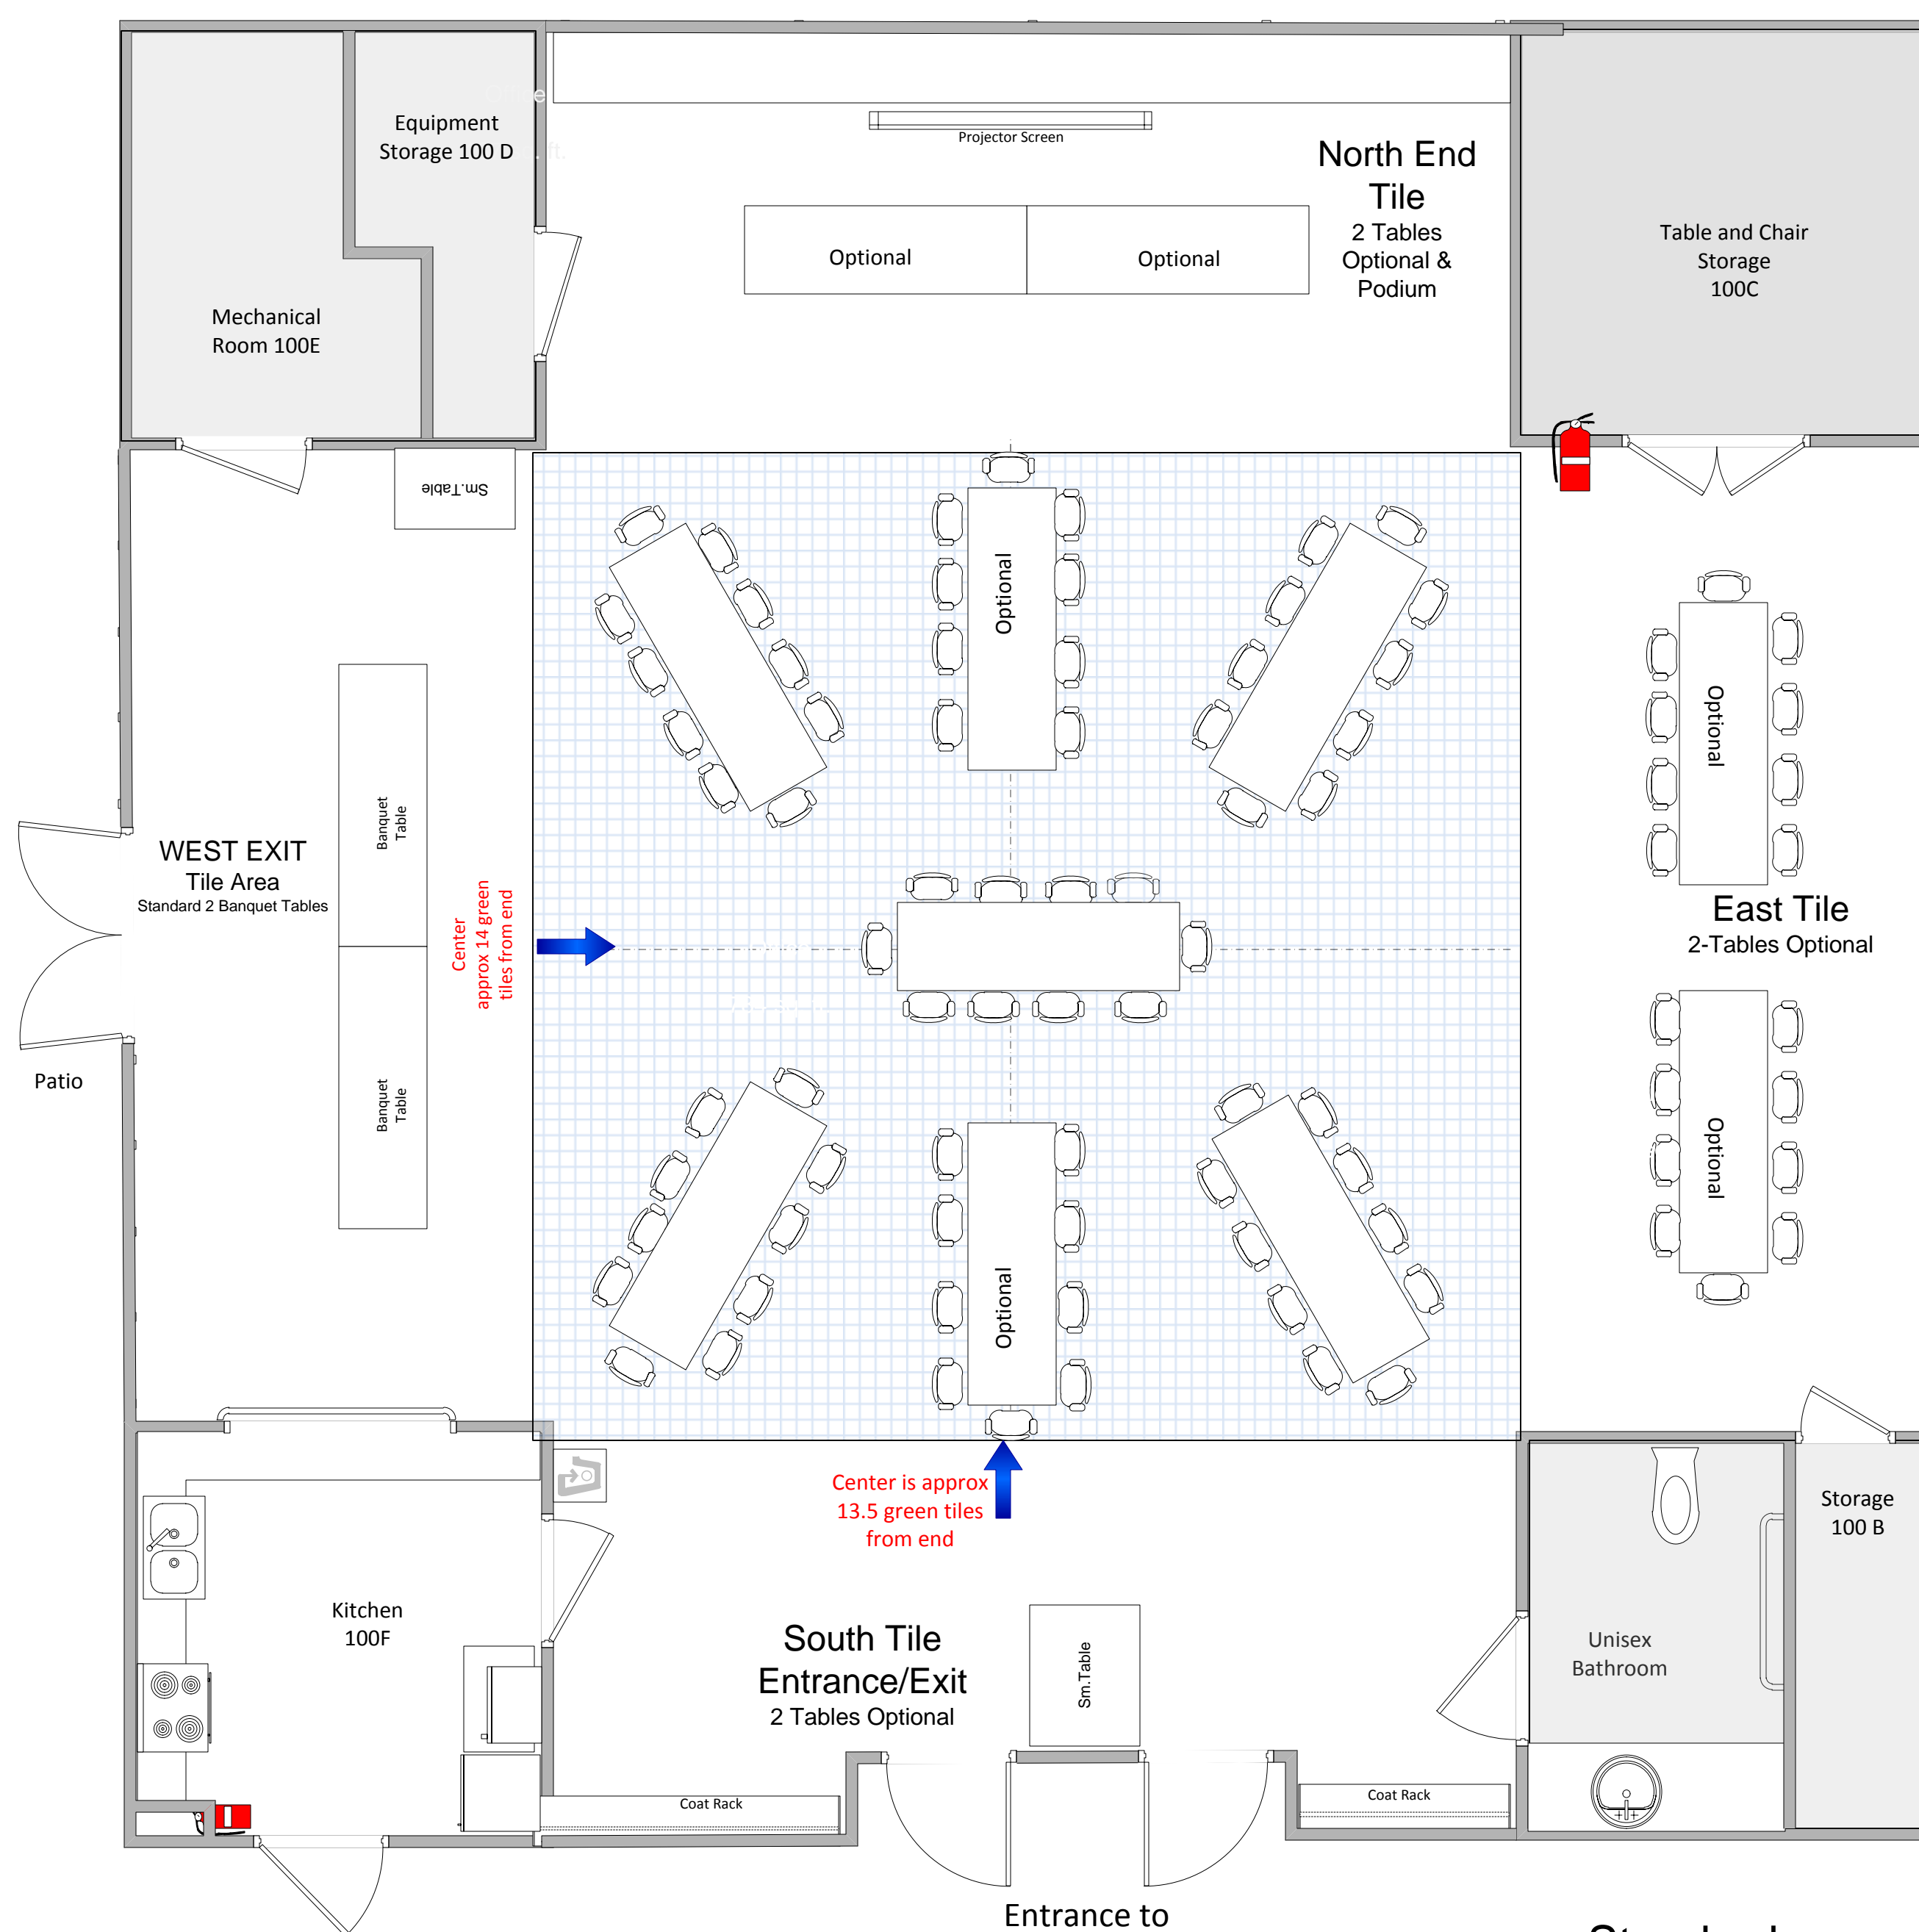 Equipment
Storage 100 D
ft.
Projector Screen
North End
Tile
2 Tables
Optional &
Podium
Optional
Optional
Table and Chair
Storage
100C
Mechanical
Room 100E
Sm.Table
Optional
Optional
Banquet
Table
WEST EXIT
Tile Area
Standard 2 Banquet Tables
Center
approx 14 green
tiles from end
East Tile
2-Tables Optional
Banquet
Table
Patio
Optional
Optional
Center is approx
13.5 green tiles
from end
Storage
100 B
Kitchen
100F
South Tile
Entrance/Exit
2 Tables Optional
Sm.Table
Unisex
Bathroom
Coat Rack
Coat Rack
Entrance to